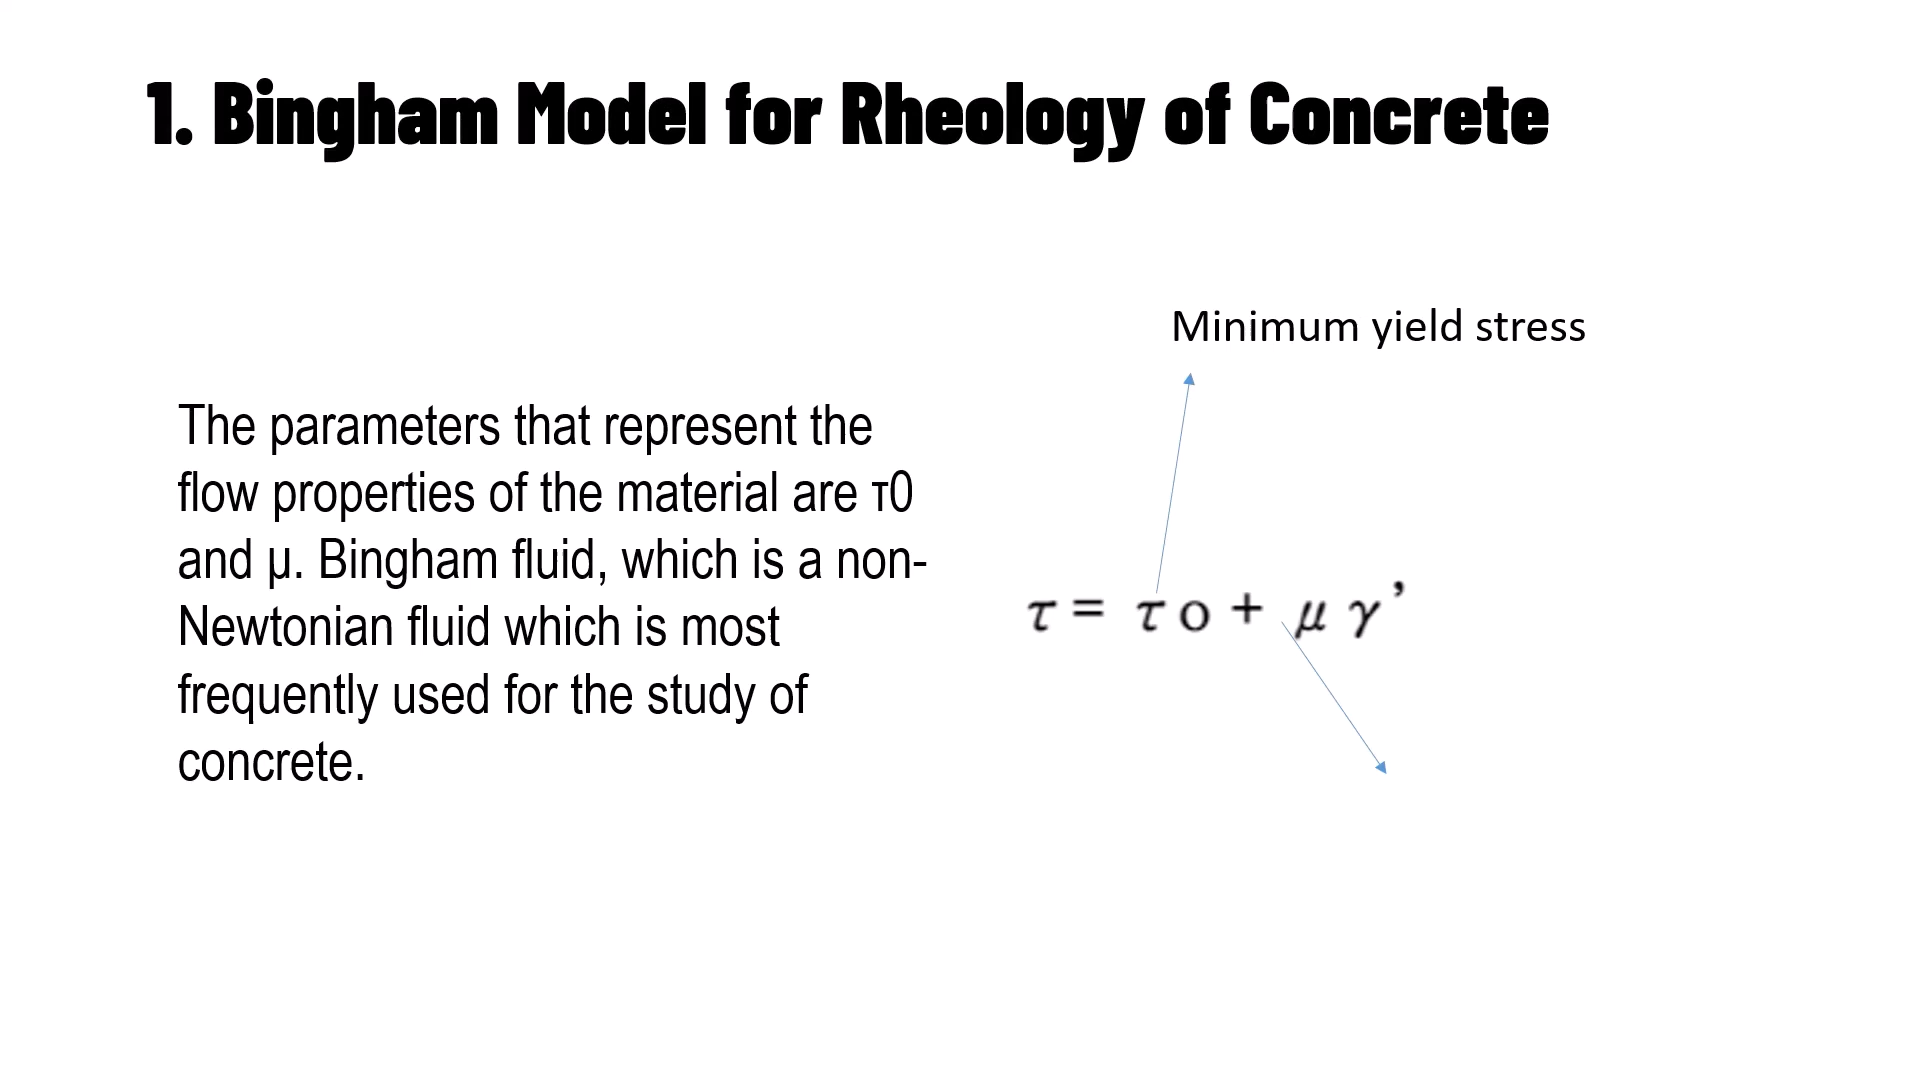 1. Bingham Model for Rheology of Concrete
Minimum yield stress
The parameters that represent the
flow properties of the material are τ0
and μ. Bingham fluid, which is a non-
Newtonian fluid which is most
frequently used for the study of
concrete.
τ = τ o + μ γ ’